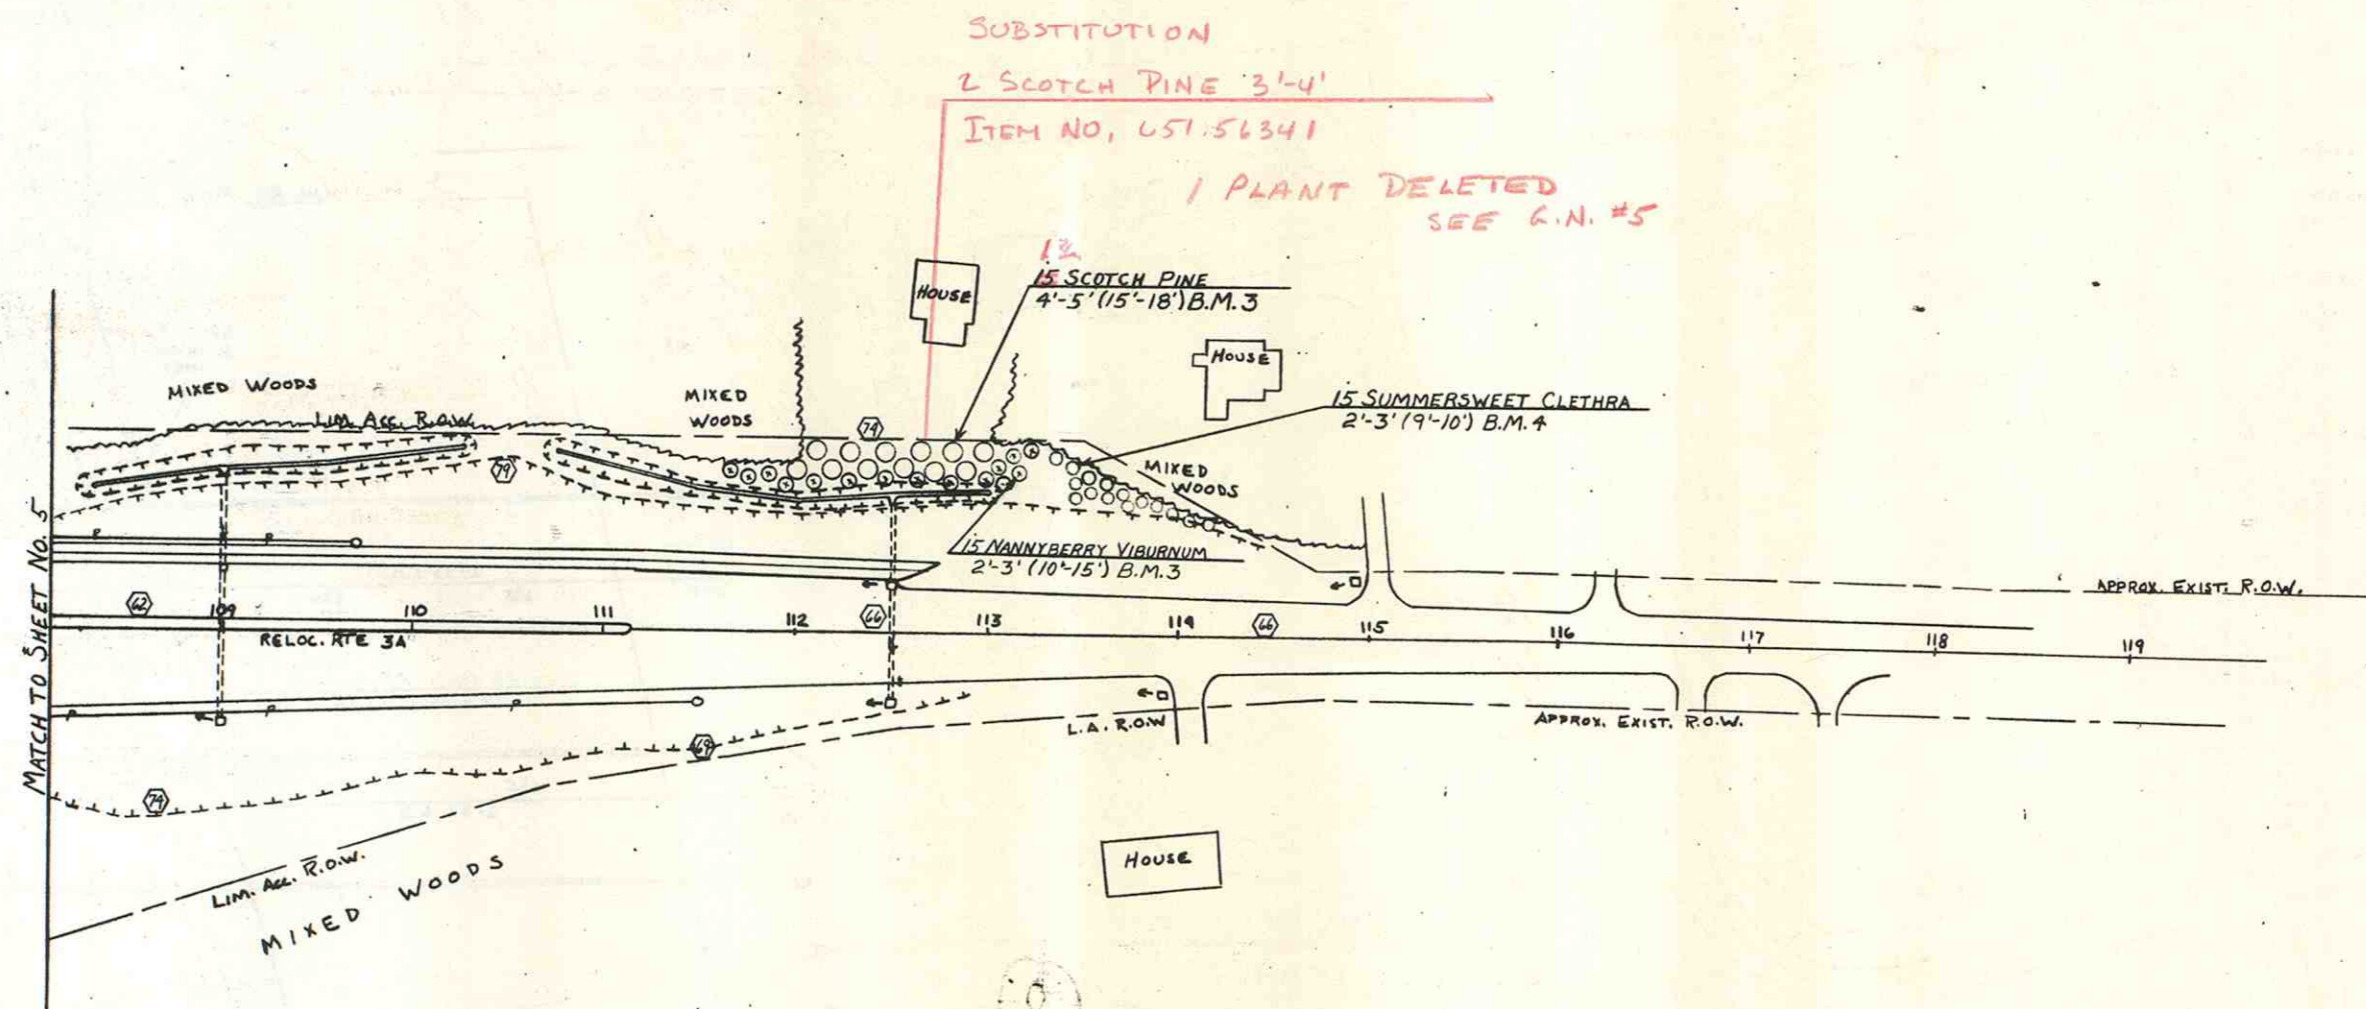 SUBSTITUTION
2 SCOTCH PINE 3'-4'
ITEM NO, 651.56341
1 PLANT DELETED
SEE G.N. #5
12
15 SCOTCH PINE
4'-5' (15'-18') B.M.3
HOUSE
HOUSE
15 SUMMERSWEET CLETHRA
2'-3' (9'-10') B.M.4
MIXED WOODS
LIM. ACC. R.O.W.
MIXED
WOODS
74
79
MIXED
WOODS
15 NANNYBERRY VIBURNUM
2'-3' (10'-15') B.M.3
MATCH TO SHEET NO. 5
APPROX. EXIST. R.O.W.
62
66
66
109 110 111 112 113 114 115 116 117 118 119
RELOC. RTE 3A
P P
P P P
L.A. R.O.W
APPROX. EXIST. R.O.W.
69
74
LIM. ACC. R.O.W.
MIXED WOODS
HOUSE